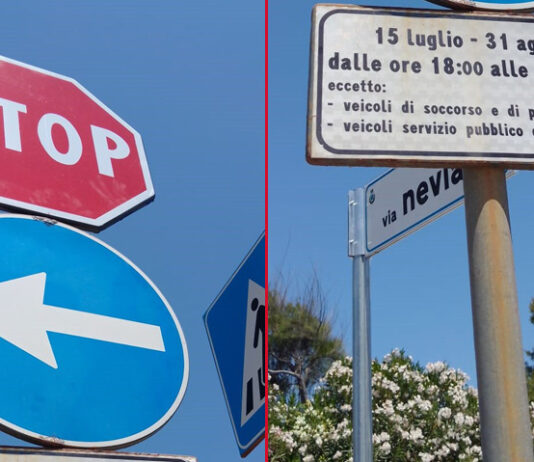 TOP
15 luglio - 31 ag
dalle ore 18:00 alle
eccetto:
- veicoli di soccorso e di p
- veicoli servizio pubblico
via nevia